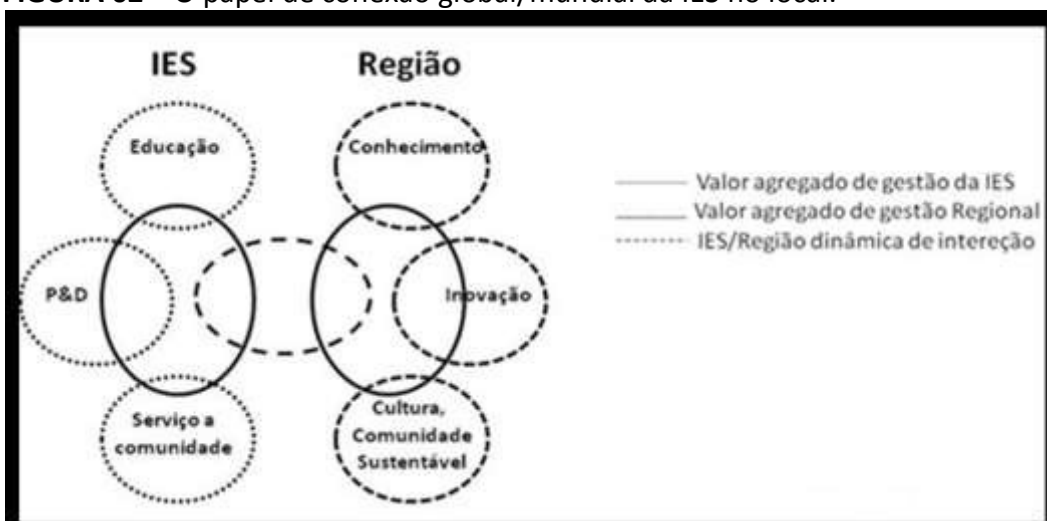 FIGURA 02 – O papel de conexão global/mundial da IES no local.
IES
Região
Educação
Conhecimento
P&D
Inovação
Serviço a
comunidade
Cultura,
Comunidade
Sustentável
Valor agregado de gestão da IES
Valor agregado de gestão Regional
IES/Região dinâmica de intereção